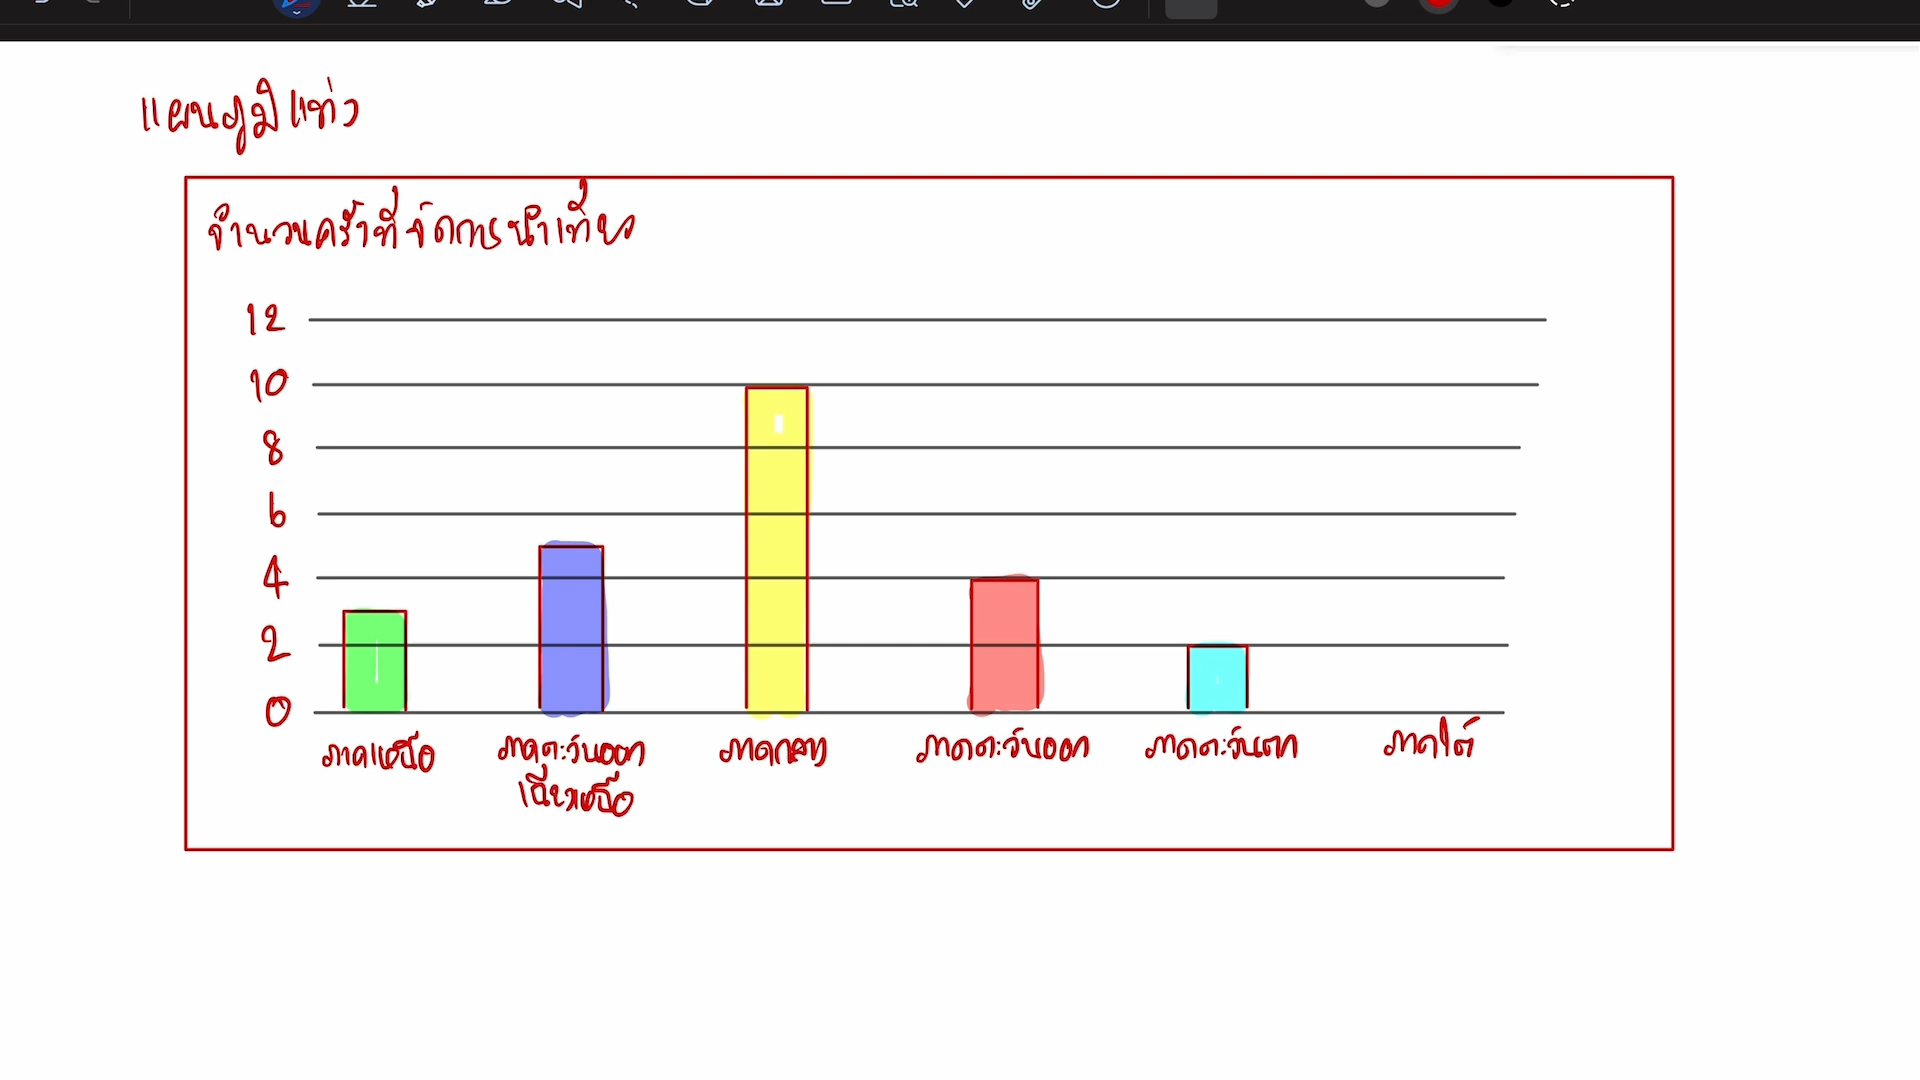 แผนภูมิแท่ง
จำนวนครั้งที่จัดการนำเที่ยว
12
10
8
6
4
2
0
ภาคเหนือ
ภาคตะวันออก
เฉียงเหนือ
ภาคกลาง
ภาคตะวันออก
ภาคตะวันตก
ภาคใต้